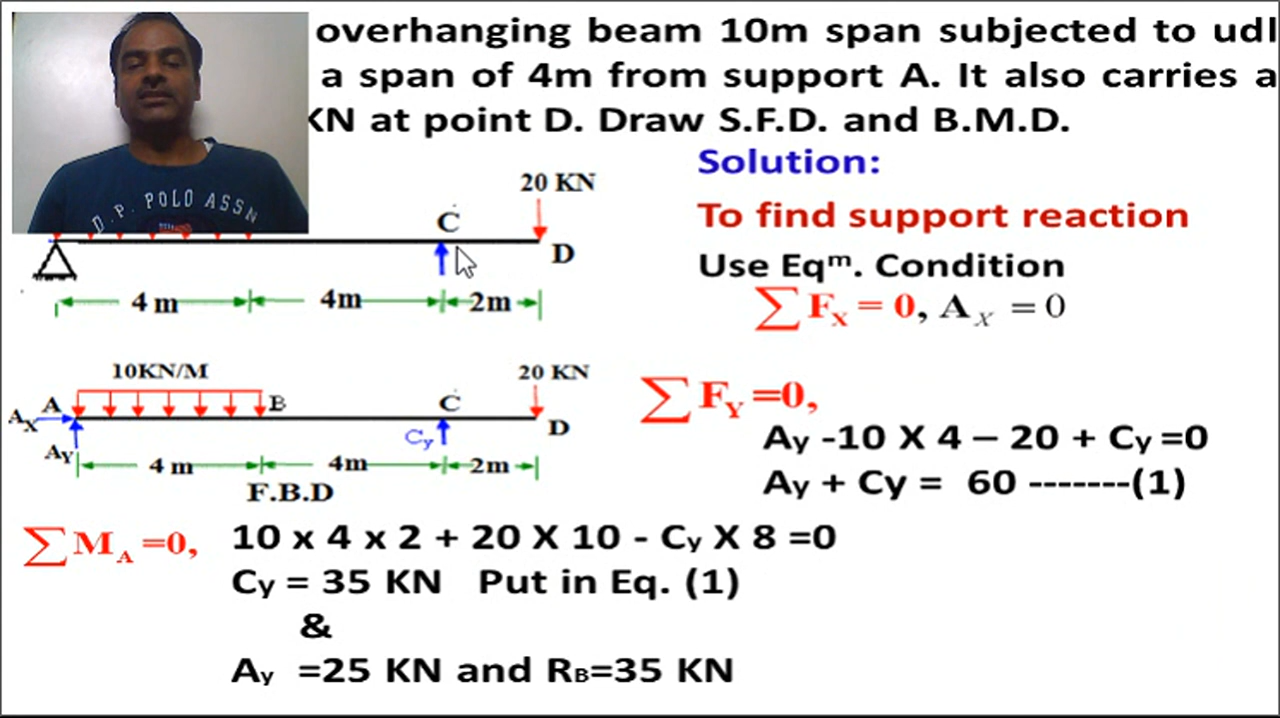 overhanging beam 10m span subjected to udl
a span of 4m from support A. It also carries a
KN at point D. Draw S.F.D. and B.M.D.
U.S. POLO ASSN
Solution:
To find support reaction
Use Eqᵐ. Condition
∑ Fx = 0, Ax = 0
20 KN
C
D
4 m 4m 2m
10KN/M
20 KN
A B C D
Ax
Ay
Cy
4 m 4m 2m
F.B.D
∑ FY =0,
Ay -10 X 4 – 20 + Cy =0
Ay + Cy = 60 -------(1)
∑ MA =0, 10 x 4 x 2 + 20 X 10 - Cy X 8 =0
Cy = 35 KN Put in Eq. (1)
&
Ay =25 KN and RB=35 KN